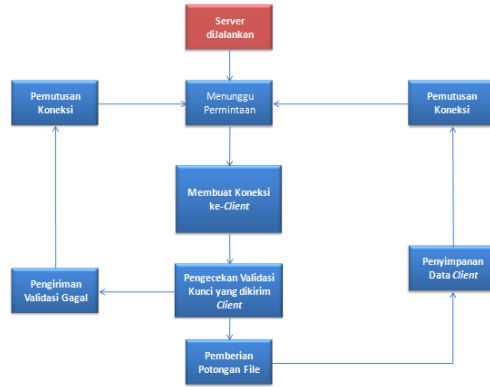 Server
diJalankan
Pemutusan
Koneksi
Menunggu
Permintaan
Pemutusan
Koneksi
Membuat Koneksi
ke-Client
Pengiriman
Validasi Gagal
Pengecekan Validasi
Kunci yang dikirim
Client
Penyimpanan
Data Client
Pemberian
Potongan File